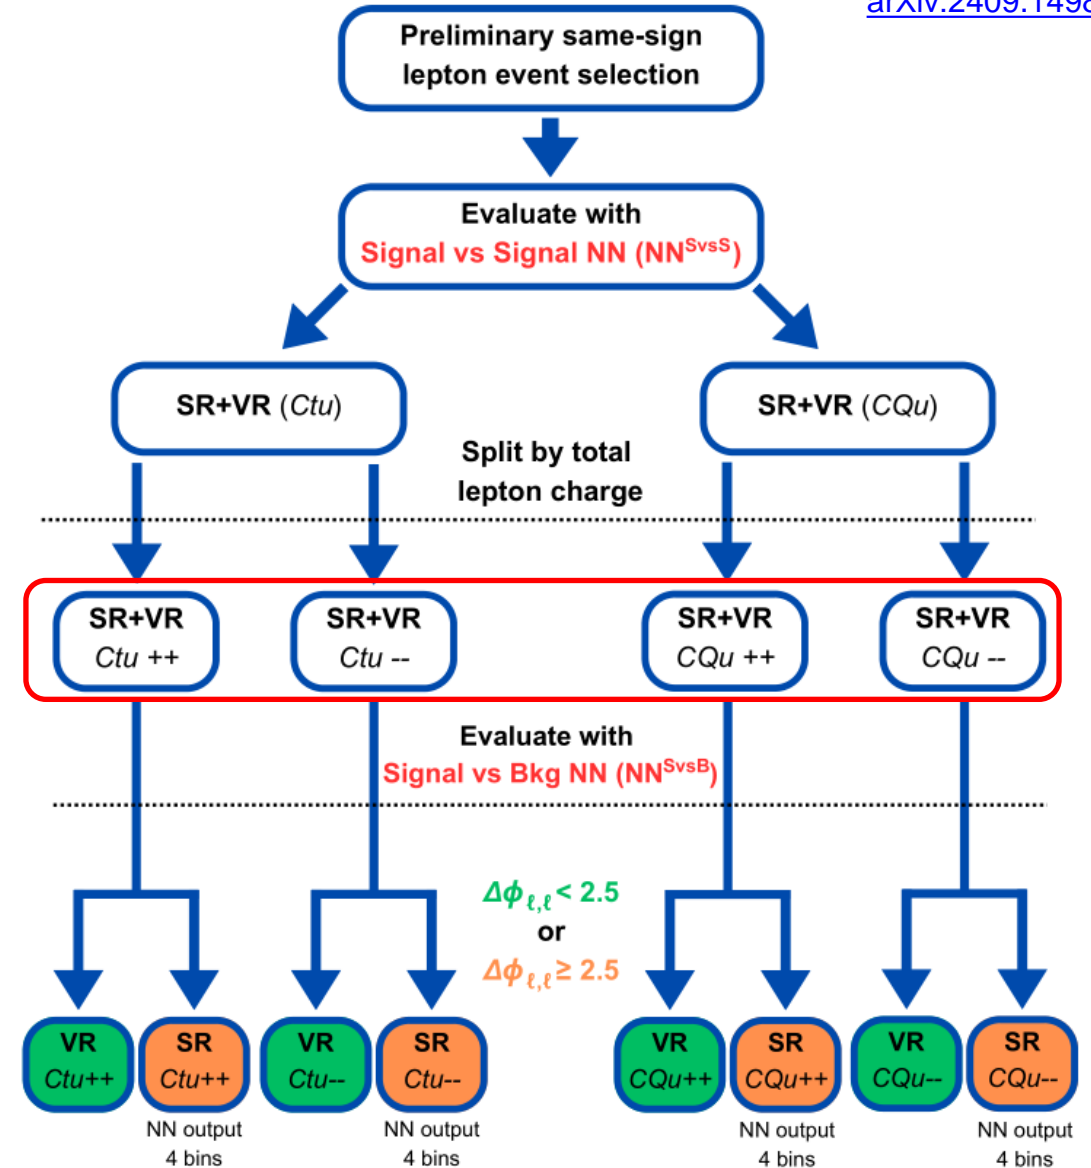 arXiv.2409.1498
Preliminary same-sign
lepton event selection
Evaluate with
Signal vs Signal NN (NN^SvsS)
SR+VR (Ctu)
SR+VR (CQu)
Split by total
lepton charge
SR+VR
Ctu ++
SR+VR
Ctu --
SR+VR
CQu ++
SR+VR
CQu --
Evaluate with
Signal vs Bkg NN (NN^SvsB)
Δϕℓ,ℓ < 2.5
or
Δϕℓ,ℓ ≥ 2.5
VR
Ctu++
SR
Ctu++
VR
Ctu--
SR
Ctu--
VR
CQu++
SR
CQu++
VR
CQu--
SR
CQu--
NN output
4 bins
NN output
4 bins
NN output
4 bins
NN output
4 bins